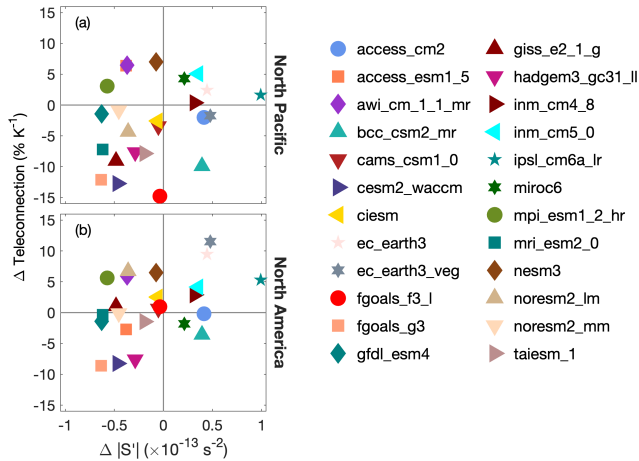 (a)
15
10
5
0
-5
-10
-15
North Pacific
Δ Teleconnection (% K⁻¹)
(b)
15
10
5
0
-5
-10
-15
North America
-1
-0.5
0
0.5
1
Δ |S'| (×10⁻¹³ s⁻²)
access_cm2
access_esm1_5
awi_cm_1_1_mr
bcc_csm2_mr
cams_csm1_0
cesm2_waccm
ciesm
ec_earth3
ec_earth3_veg
fgoals_f3_l
fgoals_g3
gfdl_esm4
giss_e2_1_g
hadgem3_gc31_ll
inm_cm4_8
inm_cm5_0
ipsl_cm6a_lr
miroc6
mpi_esm1_2_hr
mri_esm2_0
nesm3
noresm2_lm
noresm2_mm
taiesm_1